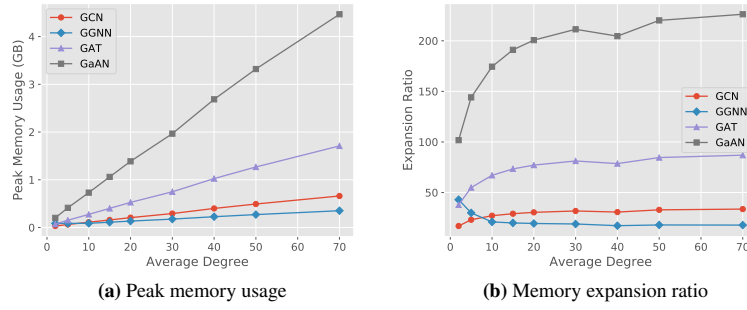 GCN
GGNN
GAT
GaAN
4
3
2
1
0
Peak Memory Usage (GB)
0 10 20 30 40 50 60 70
Average Degree
(a) Peak memory usage
200
150
100
50
Expansion Ratio
GCN
GGNN
GAT
GaAN
0 10 20 30 40 50 60 70
Average Degree
(b) Memory expansion ratio